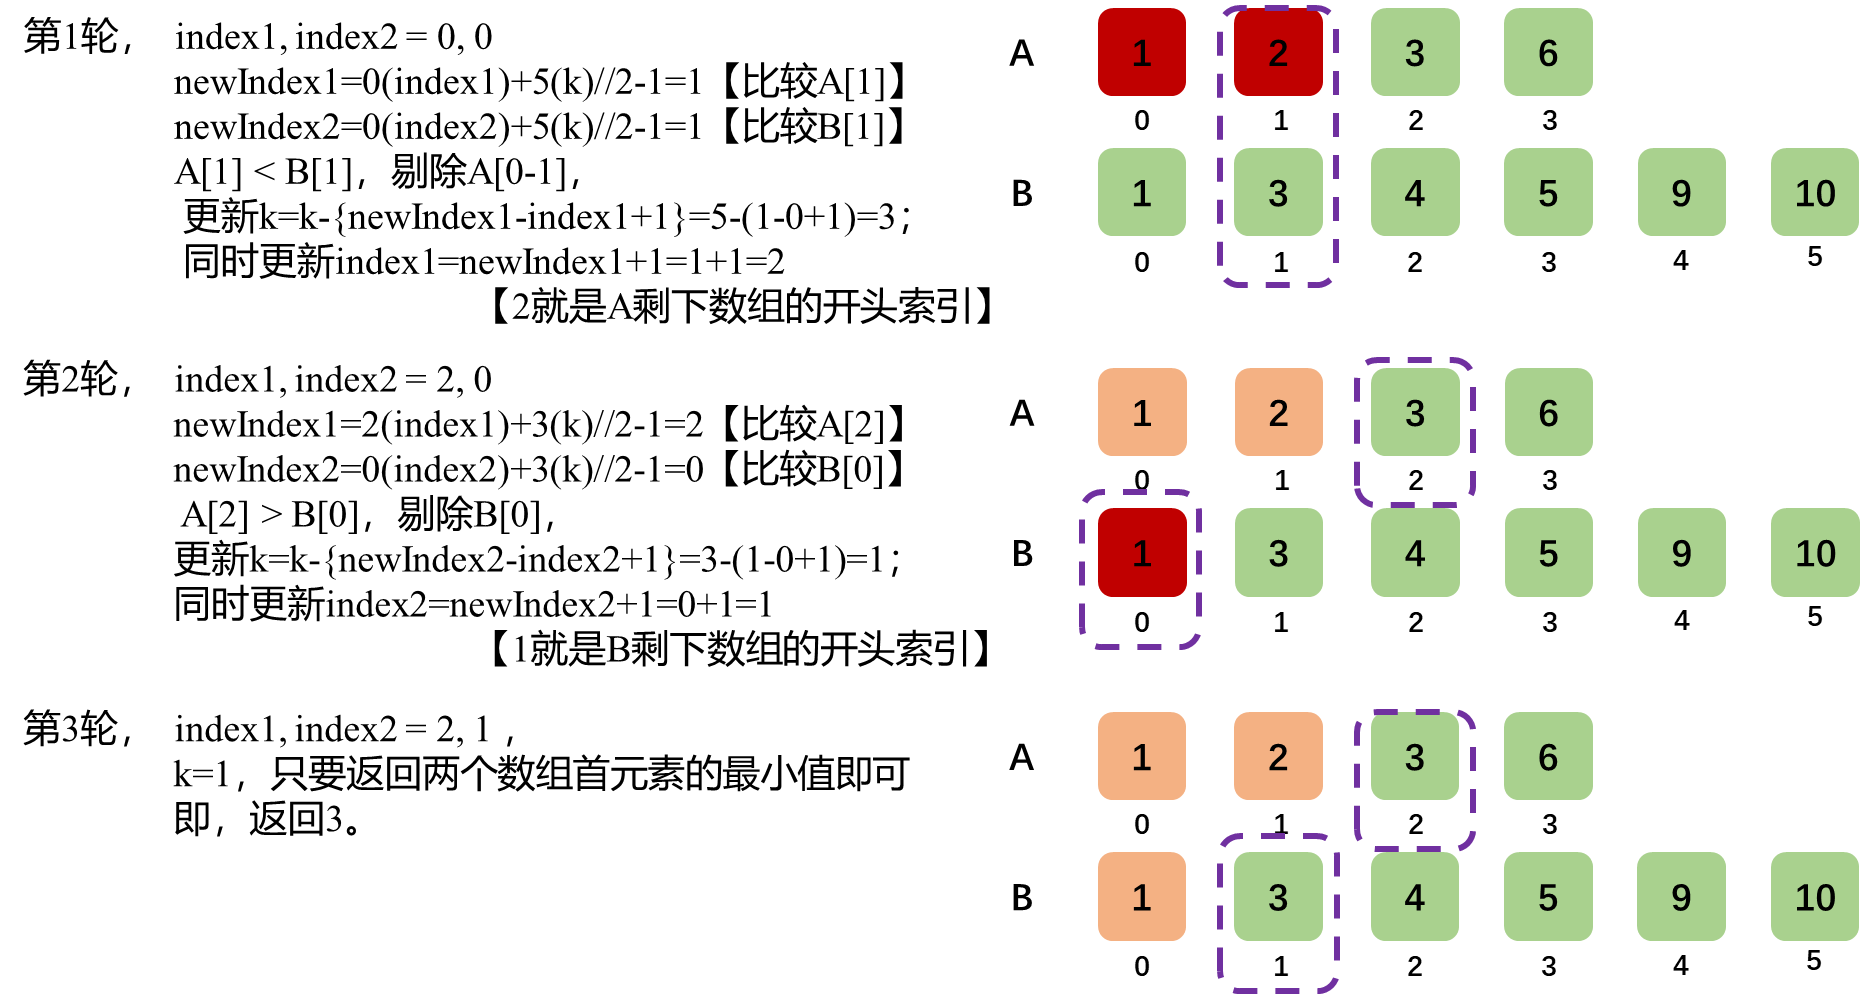 第1轮， index1, index2 = 0, 0
newIndex1=0(index1)+5(k)//2-1=1【比较A[1]】
newIndex2=0(index2)+5(k)//2-1=1【比较B[1]】
A[1] < B[1]，剔除A[0-1]，
更新k=k-{newIndex1-index1+1}=5-(1-0+1)=3；
同时更新index1=newIndex1+1=1+1=2
【2就是A剩下数组的开头索引】
A 1 2 3 6
0 1 2 3
B 1 3 4 5 9 10
0 1 2 3 4 5
第2轮， index1, index2 = 2, 0
newIndex1=2(index1)+3(k)//2-1=2【比较A[2]】
newIndex2=0(index2)+3(k)//2-1=0【比较B[0]】
A[2] > B[0]，剔除B[0]，
更新k=k-{newIndex2-index2+1}=3-(1-0+1)=1；
同时更新index2=newIndex2+1=0+1=1
【1就是B剩下数组的开头索引】
A 1 2 3 6
0 1 2 3
B 1 3 4 5 9 10
0 1 2 3 4 5
第3轮， index1, index2 = 2, 1 ，
k=1，只要返回两个数组首元素的最小值即可
即，返回3。
A 1 2 3 6
0 1 2 3
B 1 3 4 5 9 10
0 1 2 3 4 5